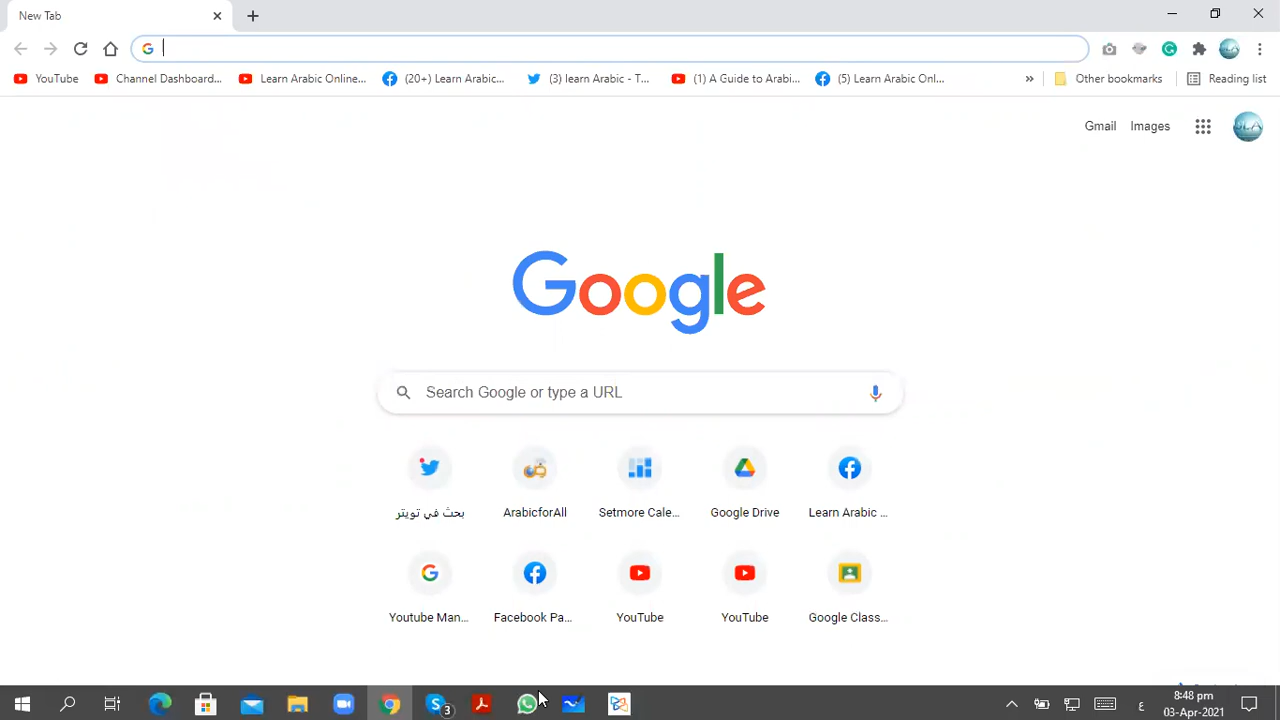 New Tab
YouTube
Channel Dashboard...
Learn Arabic Online...
(20+) Learn Arabic...
(3) learn Arabic - T...
(1) A Guide to Arabi...
(5) Learn Arabic Onl...
»
Other bookmarks
Reading list
Gmail
Images
Google
Search Google or type a URL
بحث في تويتر
ArabicforAll
Setmore Cale...
Google Drive
Learn Arabic ...
Youtube Man...
Facebook Pa...
YouTube
YouTube
Google Class...
3
ع
8:48 pm
03-Apr-2021